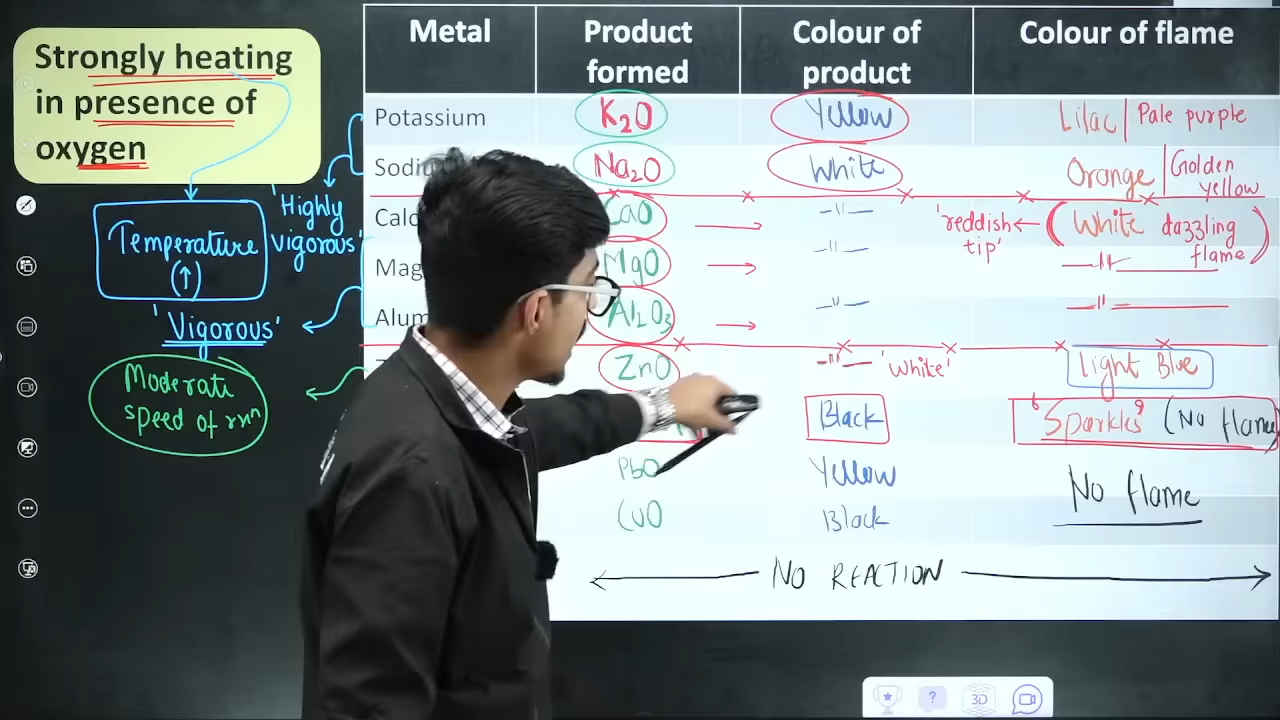 Strongly heating
in presence of
oxygen
Temperature
(↑)
'Highly
Vigorous'
'Vigorous'
Moderate
speed of rxn
Metal Product formed Colour of product Colour of flame
Potassium K₂O Yellow Lilac | Pale purple
Na₂O White Orange | Golden yellow
CaO → -"- 'reddish tip' ← (White dazzling flame)
MgO → -"- -"-
Al₂O₃ → -"- -"-
ZnO -"- 'white' light Blue
Black 'Sparkles' (No flame)
PbO Yellow
CuO Black
No flame
NO REACTION
?
3D